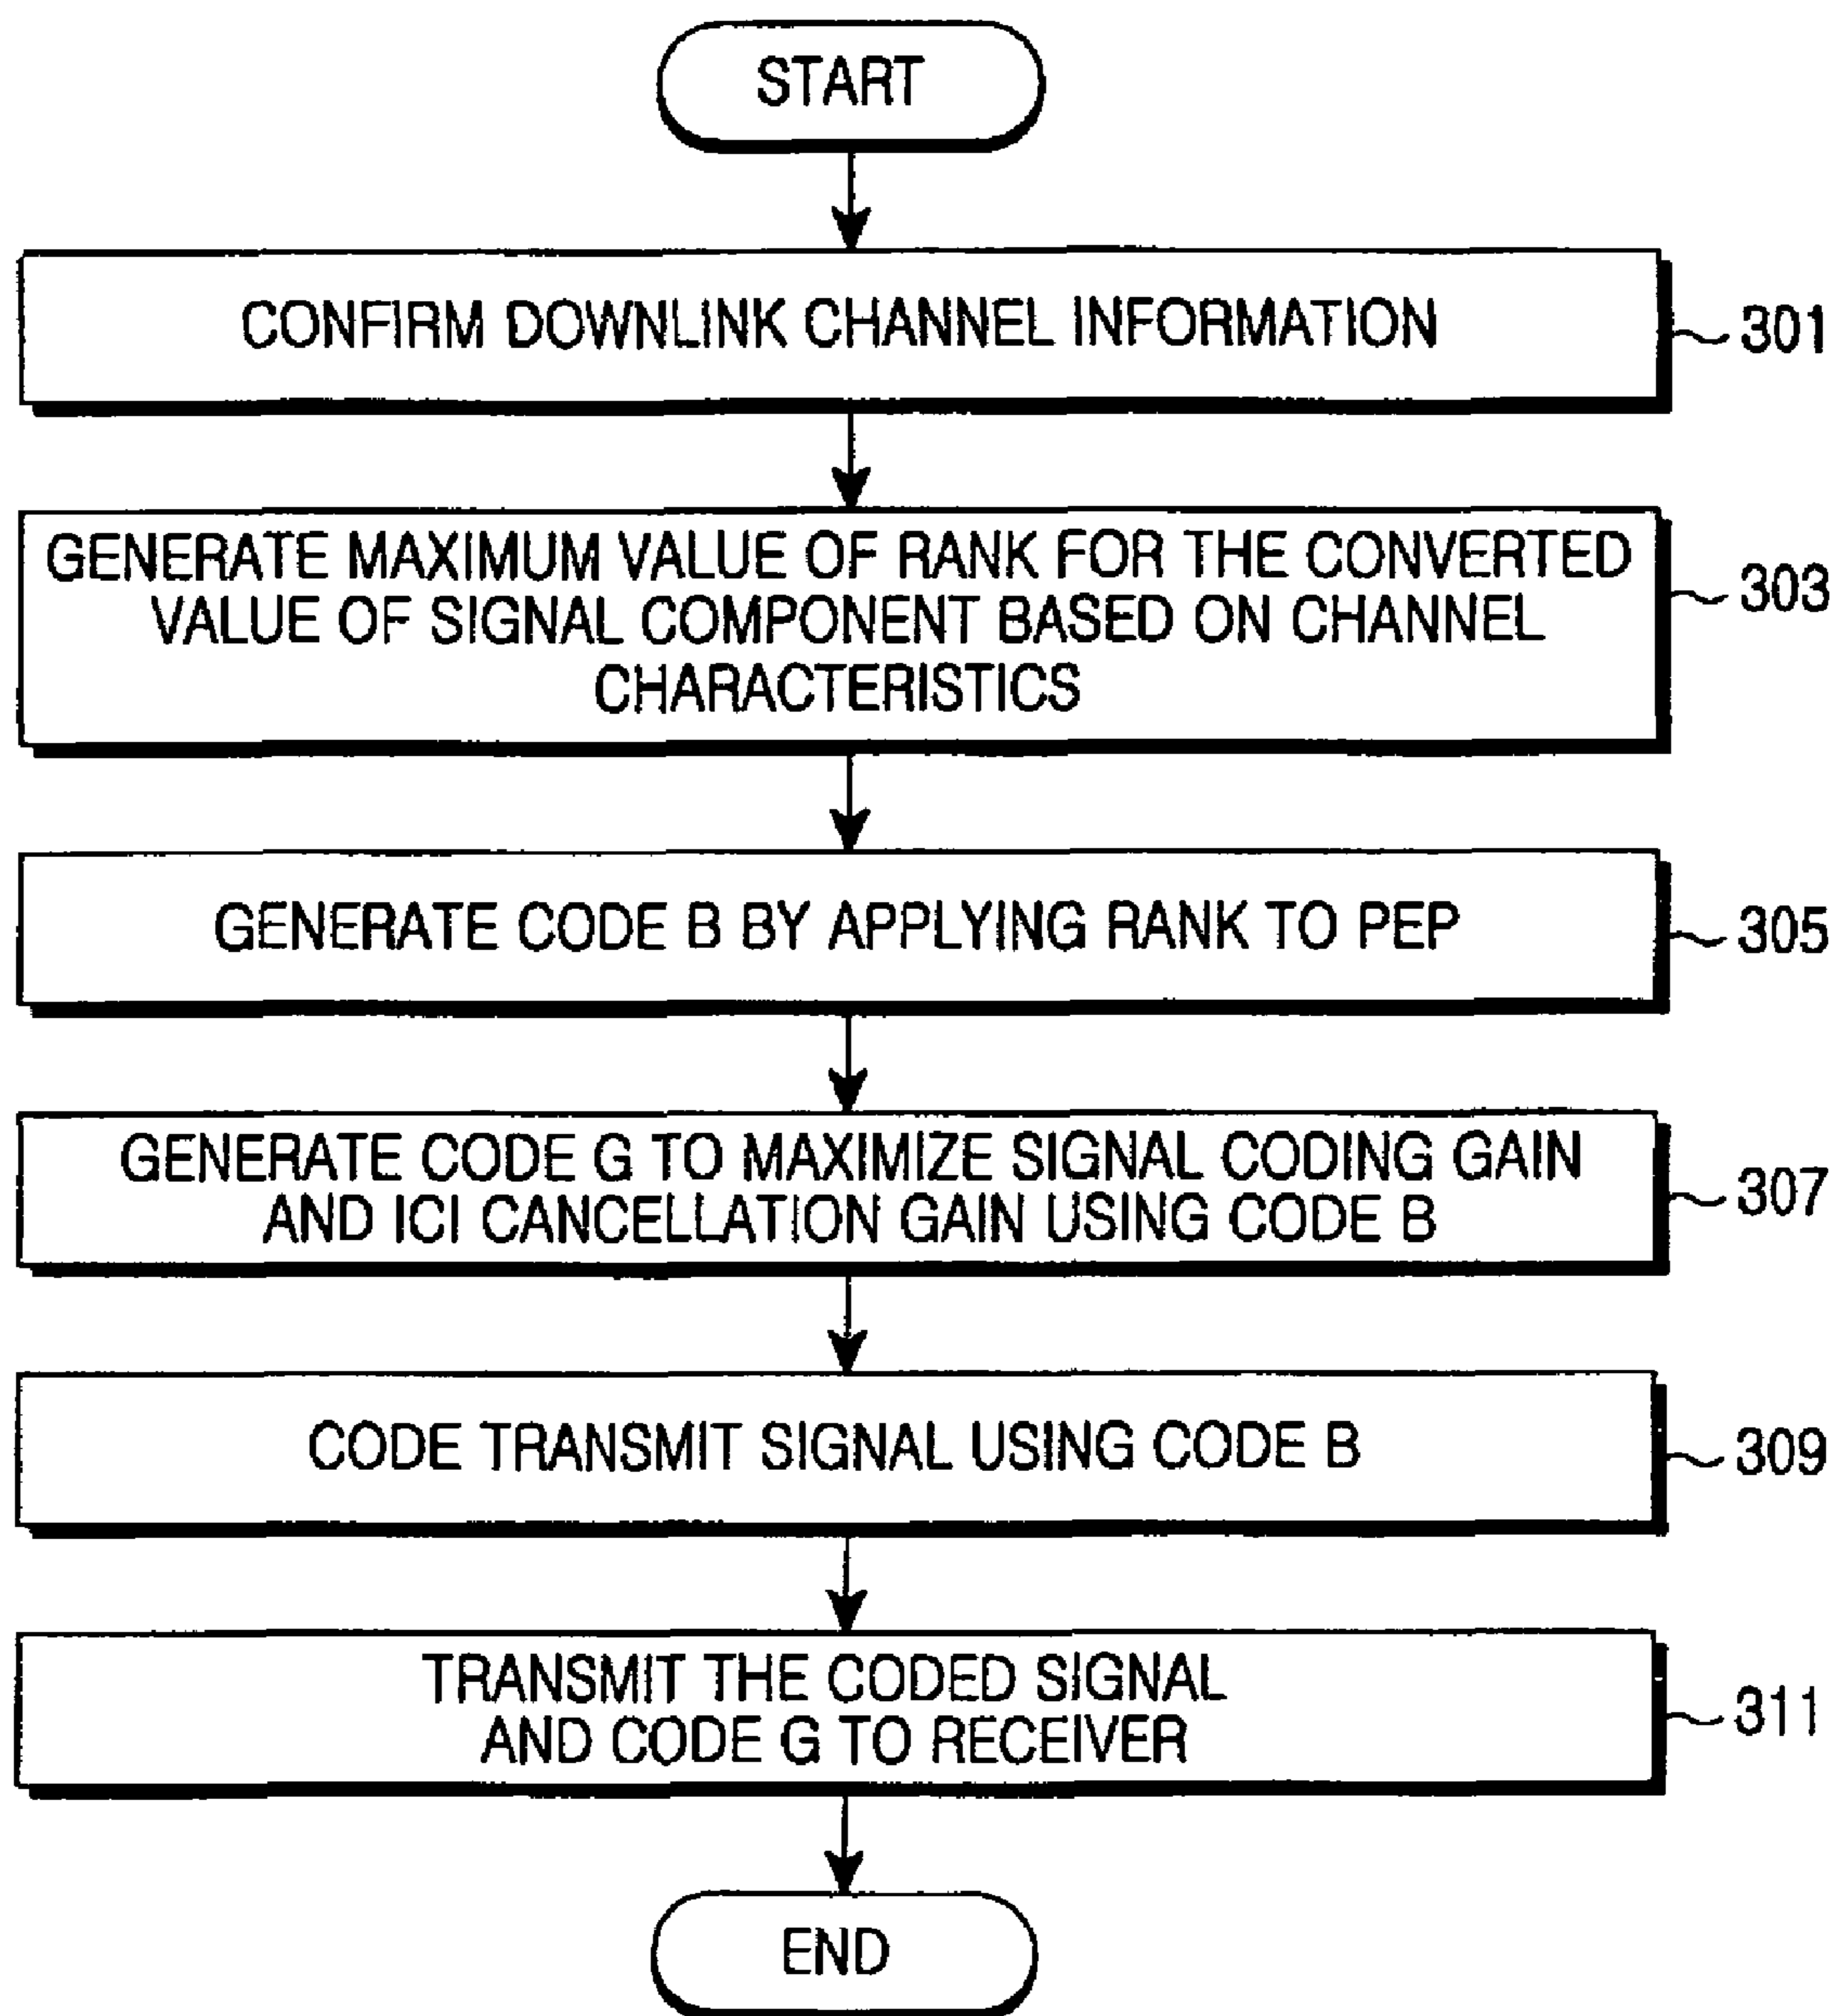 START
CONFIRM DOWNLINK CHANNEL INFORMATION
301
GENERATE MAXIMUM VALUE OF RANK FOR THE CONVERTED
VALUE OF SIGNAL COMPONENT BASED ON CHANNEL
CHARACTERISTICS
303
GENERATE CODE B BY APPLYING RANK TO PEP
305
GENERATE CODE G TO MAXIMIZE SIGNAL CODING GAIN
AND ICI CANCELLATION GAIN USING CODE B
307
CODE TRANSMIT SIGNAL USING CODE B
309
TRANSMIT THE CODED SIGNAL
AND CODE G TO RECEIVER
311
END